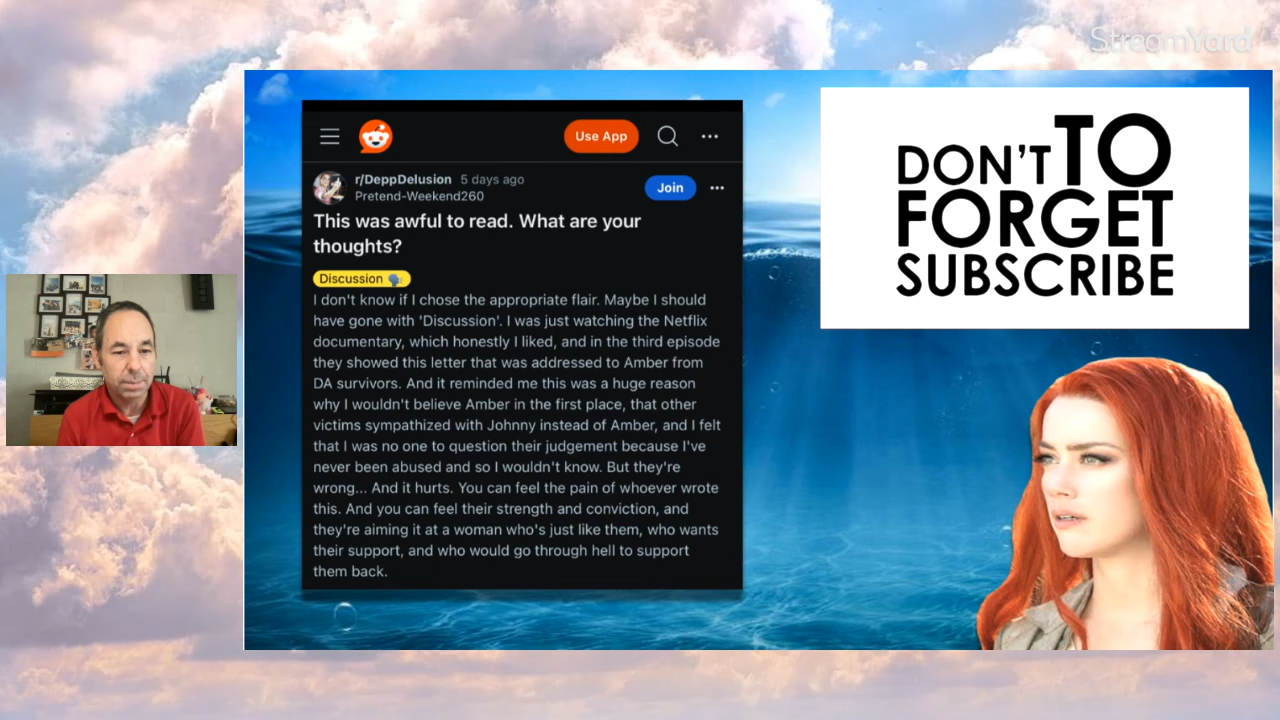 StreamYard
Use App
r/DeppDelusion 5 days ago
Pretend-Weekend260
Join
This was awful to read. What are your
thoughts?
Discussion 🗣️
I don't know if I chose the appropriate flair. Maybe I should
have gone with 'Discussion'. I was just watching the Netflix
documentary, which honestly I liked, and in the third episode
they showed this letter that was addressed to Amber from
DA survivors. And it reminded me this was a huge reason
why I wouldn't believe Amber in the first place, that other
victims sympathized with Johnny instead of Amber, and I felt
that I was no one to question their judgement because I've
never been abused and so I wouldn't know. But they're
wrong... And it hurts. You can feel the pain of whoever wrote
this. And you can feel their strength and conviction, and
they're aiming it at a woman who's just like them, who wants
their support, and who would go through hell to support
them back.
DON'T TO
FORGET
SUBSCRIBE